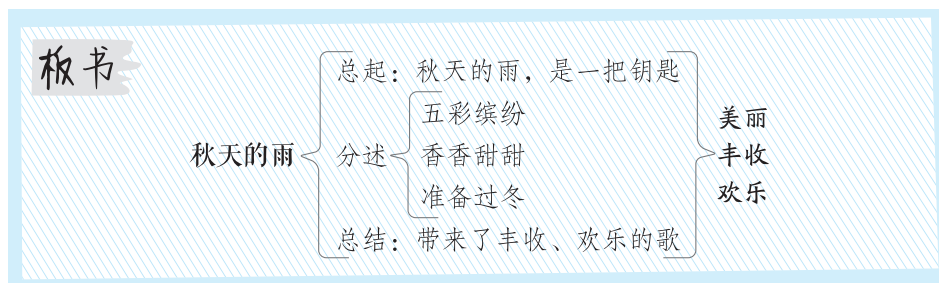 板书
总起：秋天的雨，是一把钥匙
五彩缤纷
秋天的雨
分述
香香甜甜
准备过冬
总结：带来了丰收、欢乐的歌
美丽
丰收
欢乐